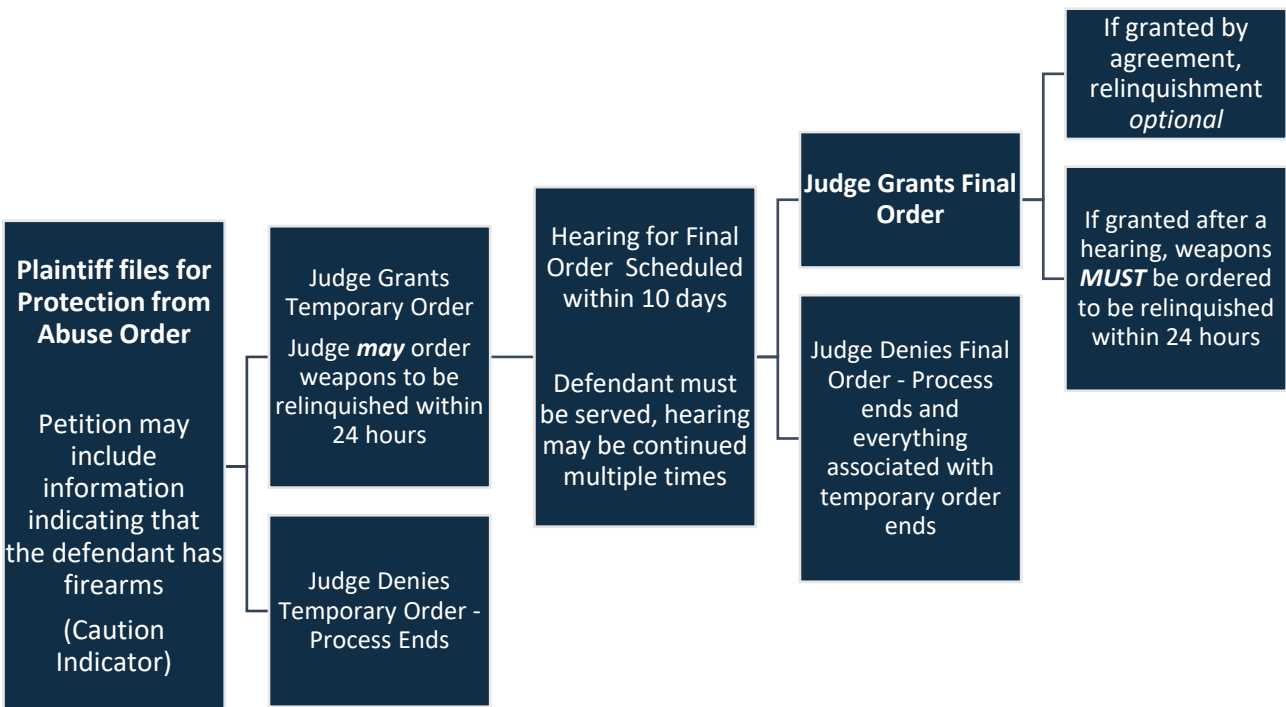 Plaintiff files for
Protection from
Abuse Order
Petition may
include
information
indicating that
the defendant has
firearms
(Caution
Indicator)
Judge Grants
Temporary Order
Judge may order
weapons to be
relinquished within
24 hours
Judge Denies
Temporary Order -
Process Ends
Hearing for Final
Order Scheduled
within 10 days
Defendant must
be served, hearing
may be continued
multiple times
Judge Grants Final
Order
Judge Denies Final
Order - Process
ends and
everything
associated with
temporary order
ends
If granted by
agreement,
relinquishment
optional
If granted after a
hearing, weapons
MUST be ordered
to be relinquished
within 24 hours